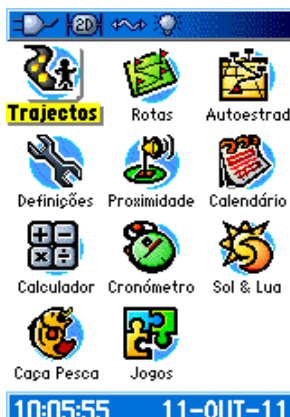 2D
Trajectos
Rotas
Autoestrad
Definições
Proximidade
Calendário
Calculador
Cronómetro
Sol & Lua
Caça Pesca
Jogos
10:05:55 11-OUT-11